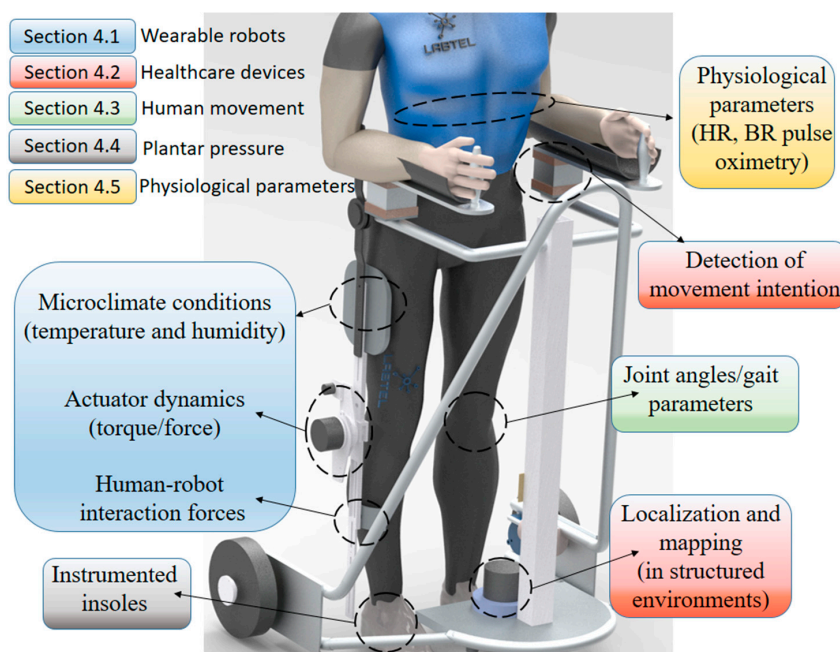 Section 4.1 Wearable robots
Section 4.2 Healthcare devices
Section 4.3 Human movement
Section 4.4 Plantar pressure
Section 4.5 Physiological parameters
LABTEL
Physiological
parameters
(HR, BR pulse
oximetry)
Detection of
movement intention
Microclimate conditions
(temperature and humidity)
Actuator dynamics
(torque/force)
Human-robot
interaction forces
LABTEL
Joint angles/gait
parameters
Localization and
mapping
(in structured
environments)
Instrumented
insoles